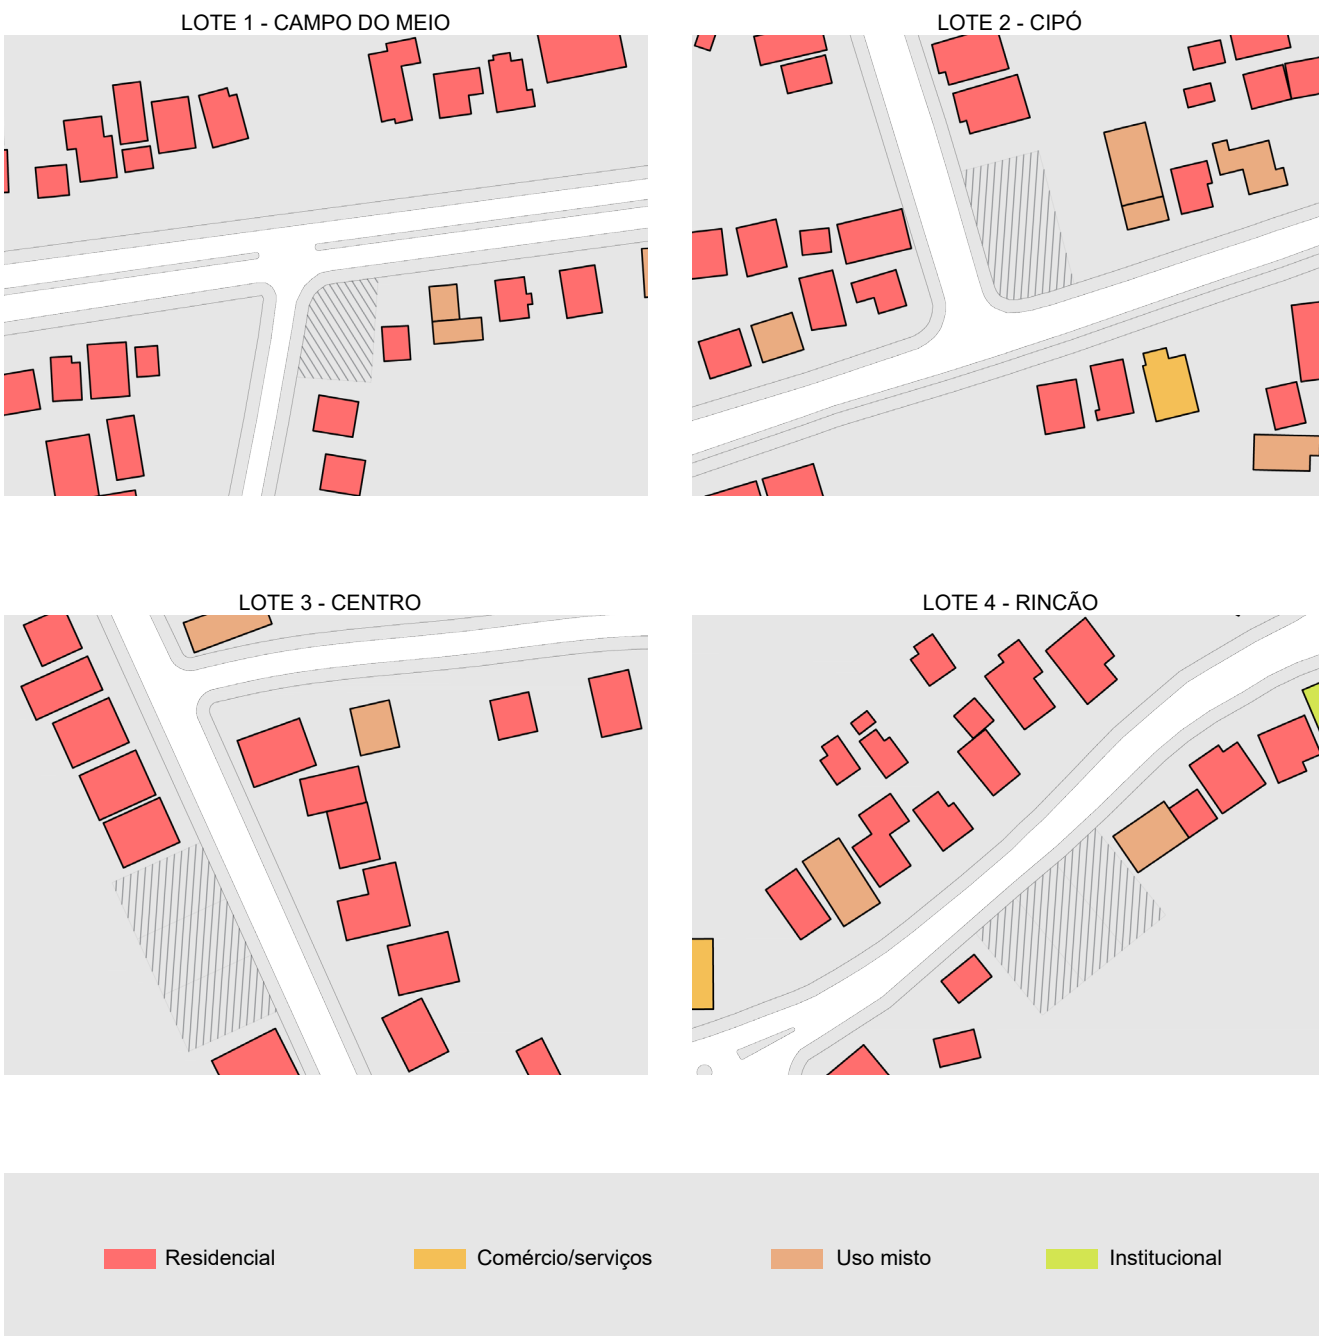 LOTE 1 - CAMPO DO MEIO
LOTE 2 - CIPÓ
LOTE 3 - CENTRO
LOTE 4 - RINCÃO
Residencial
Comércio/serviços
Uso misto
Institucional